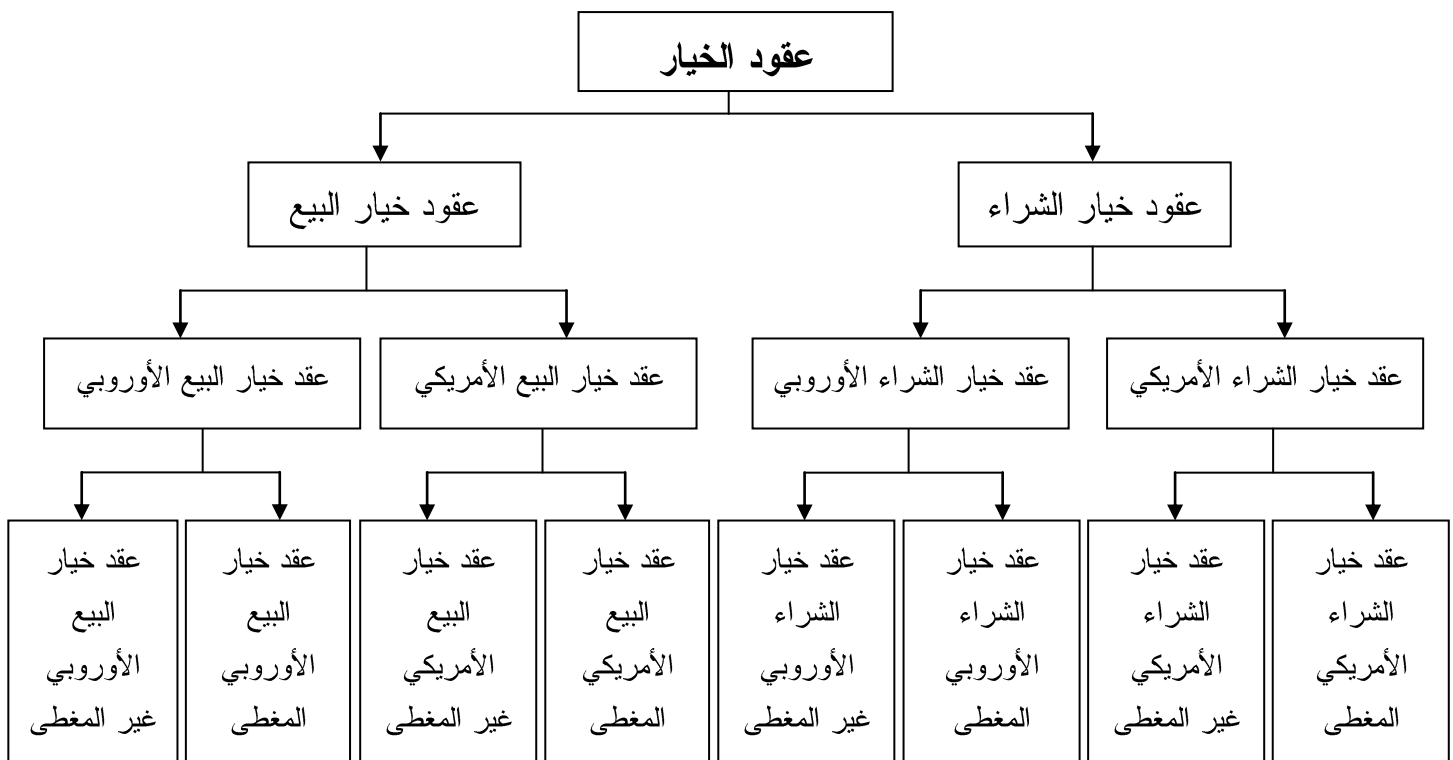 عقود الخيار
عقود خيار الشراء
عقود خيار البيع
عقد خيار الشراء الأمريكي
عقد خيار الشراء الأوروبي
عقد خيار البيع الأمريكي
عقد خيار البيع الأوروبي
عقد خيار
الشراء
الأمريكي
المغطى
عقد خيار
الشراء
الأمريكي
غير المغطى
عقد خيار
الشراء
الأوروبي
المغطى
عقد خيار
الشراء
الأوروبي
غير المغطى
عقد خيار
البيع
الأمريكي
المغطى
عقد خيار
البيع
الأمريكي
غير المغطى
عقد خيار
البيع
الأوروبي
المغطى
عقد خيار
البيع
الأوروبي
غير المغطى